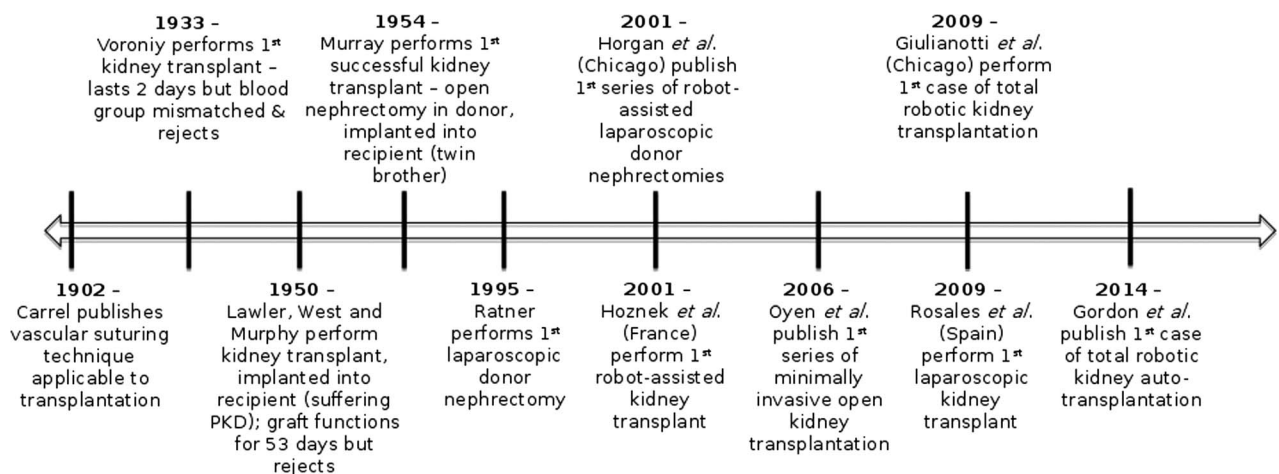 1933 –
Voroniy performs 1st
kidney transplant –
lasts 2 days but blood
group mismatched &
rejects
1954 –
Murray performs 1st
successful kidney
transplant – open
nephrectomy in donor,
implanted into
recipient (twin
brother)
2001 –
Horgan et al.
(Chicago) publish
1st series of robot-
assisted
laparoscopic
donor
nephrectomies
2009 –
Giulianotti et al.
(Chicago) perform
1st case of total
robotic kidney
transplantation
1902 –
Carrel publishes
vascular suturing
technique
applicable to
transplantation
1950 –
Lawler, West and
Murphy perform
kidney transplant,
implanted into
recipient (suffering
PKD); graft functions
for 53 days but
rejects
1995 –
Ratner
performs 1st
laparoscopic
donor
nephrectomy
2001 –
Hoznek et al.
(France)
perform 1st
robot-assisted
kidney
transplant
2006 –
Oyen et al.
publish 1st
series of
minimally
invasive open
kidney
transplantation
2009 –
Rosales et al.
(Spain)
perform 1st
laparoscopic
kidney
transplant
2014 –
Gordon et al.
publish 1st case
of total robotic
kidney auto-
transplantation